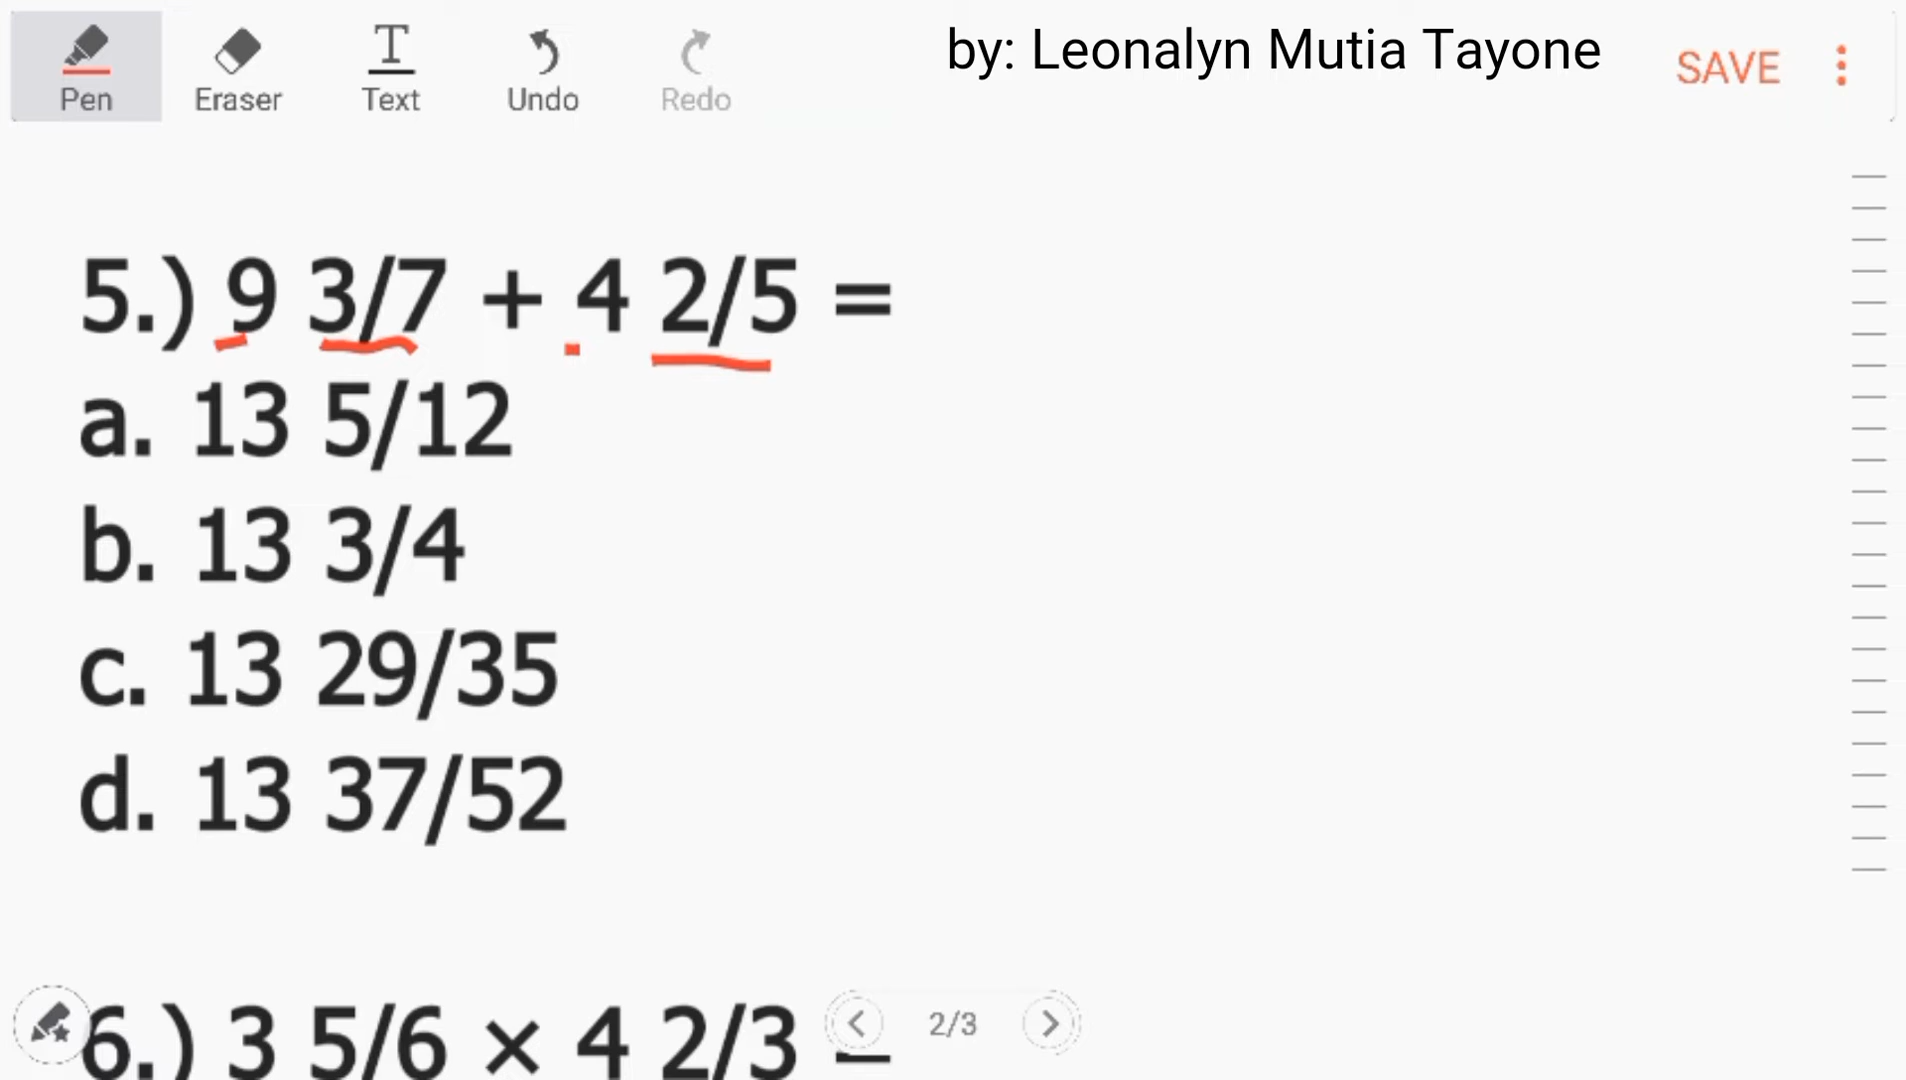 by: Leonalyn Mutia Tayone
Pen Eraser Text Undo Redo SAVE
5.) 9 3/7 + 4 2/5 =
a. 13 5/12
b. 13 3/4
c. 13 29/35
d. 13 37/52
6.) 3 5/6 × 4 2/3 =
2/3